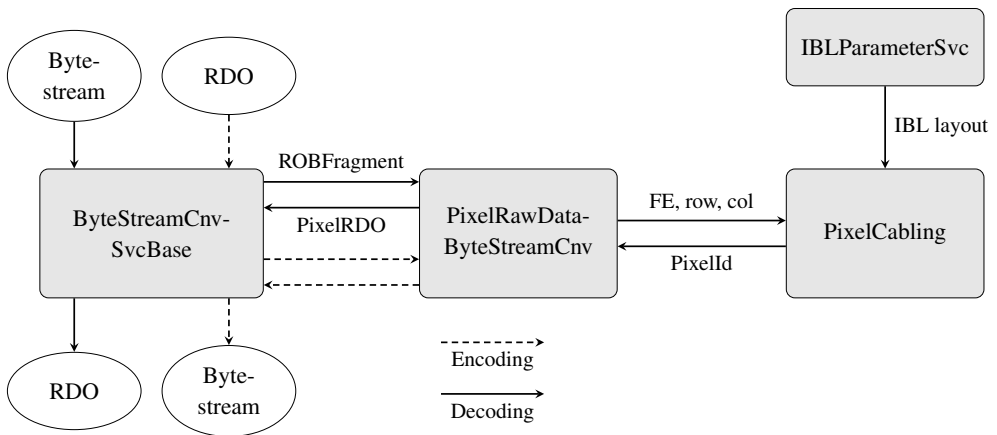 Byte-
stream
RDO
IBLParameterSvc
IBL layout
ROBFragment
ByteStreamCnv-
SvcBase
PixelRDO
PixelRawData-
ByteStreamCnv
FE, row, col
PixelId
PixelCabling
RDO
Byte-
stream
Encoding
Decoding